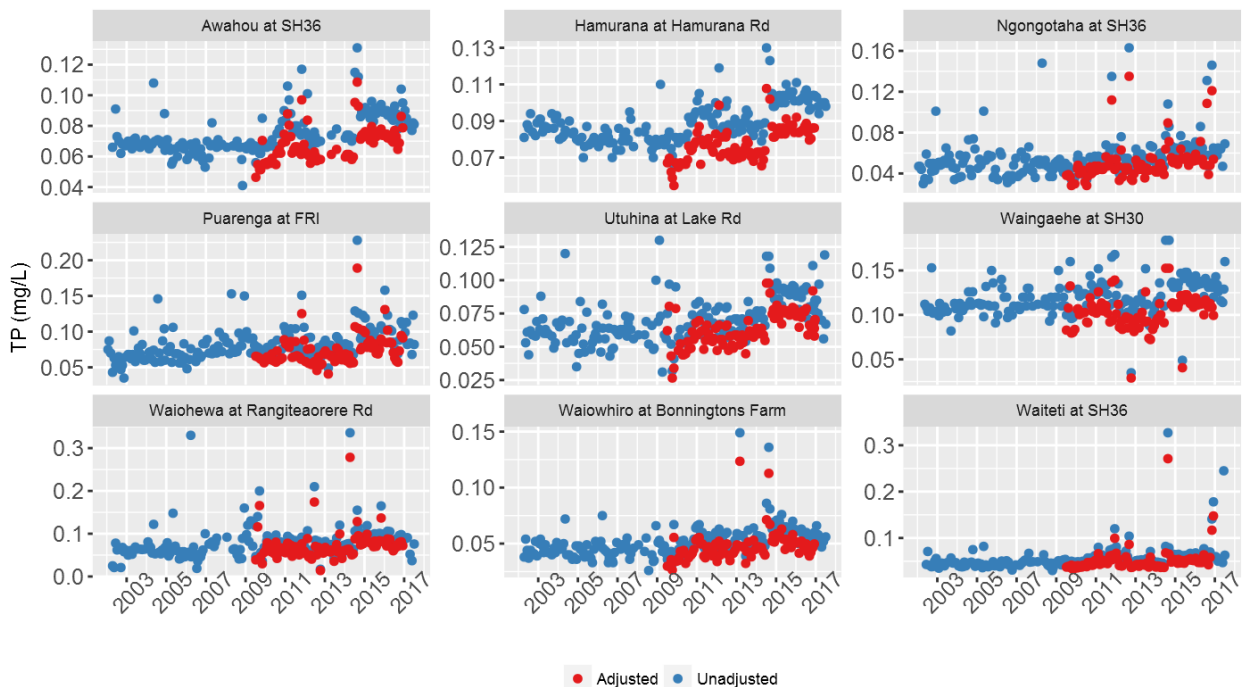 Awahou at SH36
Hamurana at Hamurana Rd
Ngongotaha at SH36
0.12
0.10
0.08
0.06
0.04
0.13
0.11
0.09
0.07
0.16
0.12
0.08
0.04
Puarenga at FRI
Utuhina at Lake Rd
Waingaehe at SH30
TP (mg/L)
0.20
0.15
0.10
0.05
0.125
0.100
0.075
0.050
0.025
0.15
0.10
0.05
Waiohewa at Rangiteaorere Rd
Waiowhiro at Bonningtons Farm
Waiteti at SH36
0.3
0.2
0.1
0.0
0.15
0.10
0.05
0.3
0.2
0.1
2003 2005 2007 2009 2011 2013 2015 2017
2003 2005 2007 2009 2011 2013 2015 2017
2003 2005 2007 2009 2011 2013 2015 2017
Adjusted Unadjusted